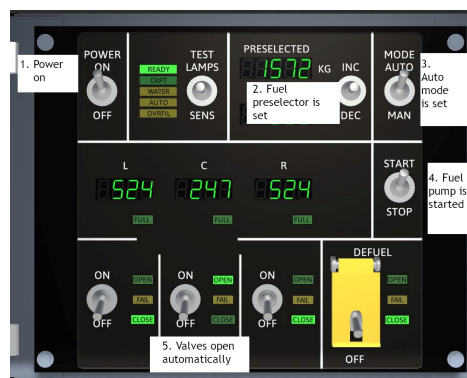 POWER
ON
OFF
1. Power
on
READY
CKPT
WATER
AUTO
OVRFIL
TEST
LAMPS
SENS
PRESELECTED
1572 KG
INC
DEC
2. Fuel
preselector is
set
MODE
AUTO
MAN
3.
Auto
mode
is set
L
C
R
524
247
524
FULL
FULL
FULL
START
STOP
4. Fuel
pump is
started
ON
OFF
OPEN
FAIL
CLOSE
ON
OFF
OPEN
FAIL
CLOSE
ON
OFF
OPEN
FAIL
CLOSE
DEFUEL
OPEN
FAIL
CLOSE
OFF
5. Valves open
automatically